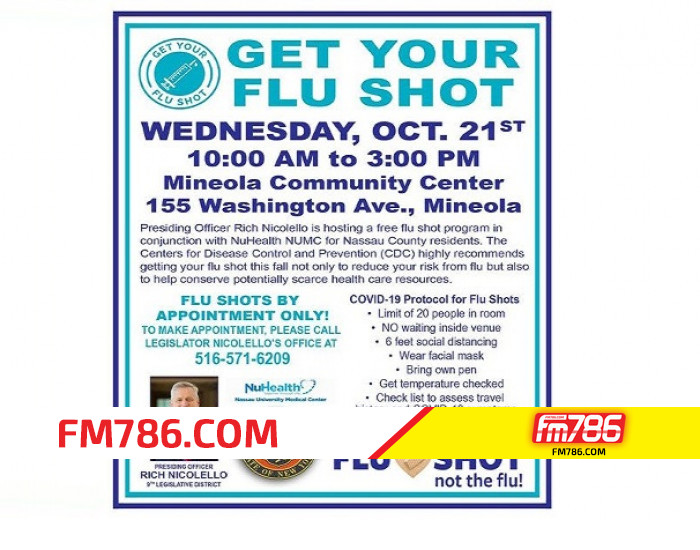 GET YOUR
FLU SHOT
GET YOUR
FLU SHOT
WEDNESDAY, OCT. 21ST
10:00 AM to 3:00 PM
Mineola Community Center
155 Washington Ave., Mineola
Presiding Officer Rich Nicolello is hosting a free flu shot program in
conjunction with NuHealth NUMC for Nassau County residents. The
Centers for Disease Control and Prevention (CDC) highly recommends
getting your flu shot this fall not only to reduce your risk from flu but also
to help conserve potentially scarce health care resources.
FLU SHOTS BY
APPOINTMENT ONLY!
TO MAKE APPOINTMENT, PLEASE CALL
LEGISLATOR NICOLELLO'S OFFICE AT
516-571-6209
COVID-19 Protocol for Flu Shots
• Limit of 20 people in room
• NO waiting inside venue
• 6 feet social distancing
• Wear facial mask
• Bring own pen
• Get temperature checked
• Check list to assess travel
NuHealth
Nassau University Medical Center
FM786.COM
fm786
FM786.COM
PRESIDING OFFICER
RICH NICOLELLO
9TH LEGISLATIVE DISTRICT
FLU SHOT
not the flu!